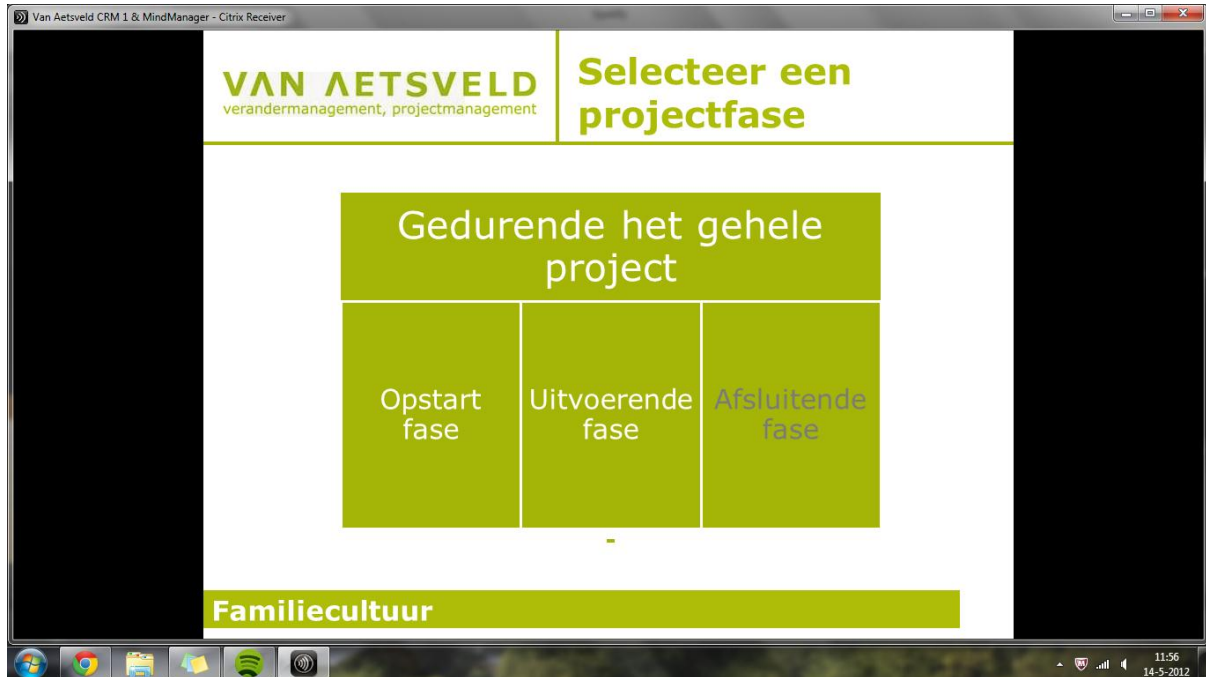 Van Aetsveld CRM 1 & MindManager - Citrix Receiver
VAN AETSVELD
verandermanagement, projectmanagement
Selecteer een
projectfase
Gedurende het gehele
project
Opstart
fase
Uitvoerende
fase
Afsluitende
fase
-
Familiecultuur
11:56
14-5-2012